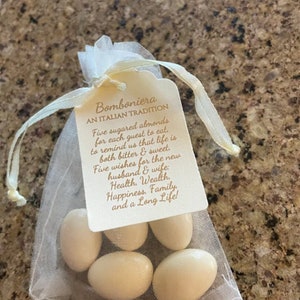 Bomboniera
AN ITALIAN TRADITION
Five sugared almonds
for each guest to eat,
to remind us that life is
both bitter & sweet.
Five wishes for the new
husband & wife;
Health, Wealth,
Happiness, Family,
and a Long Life!